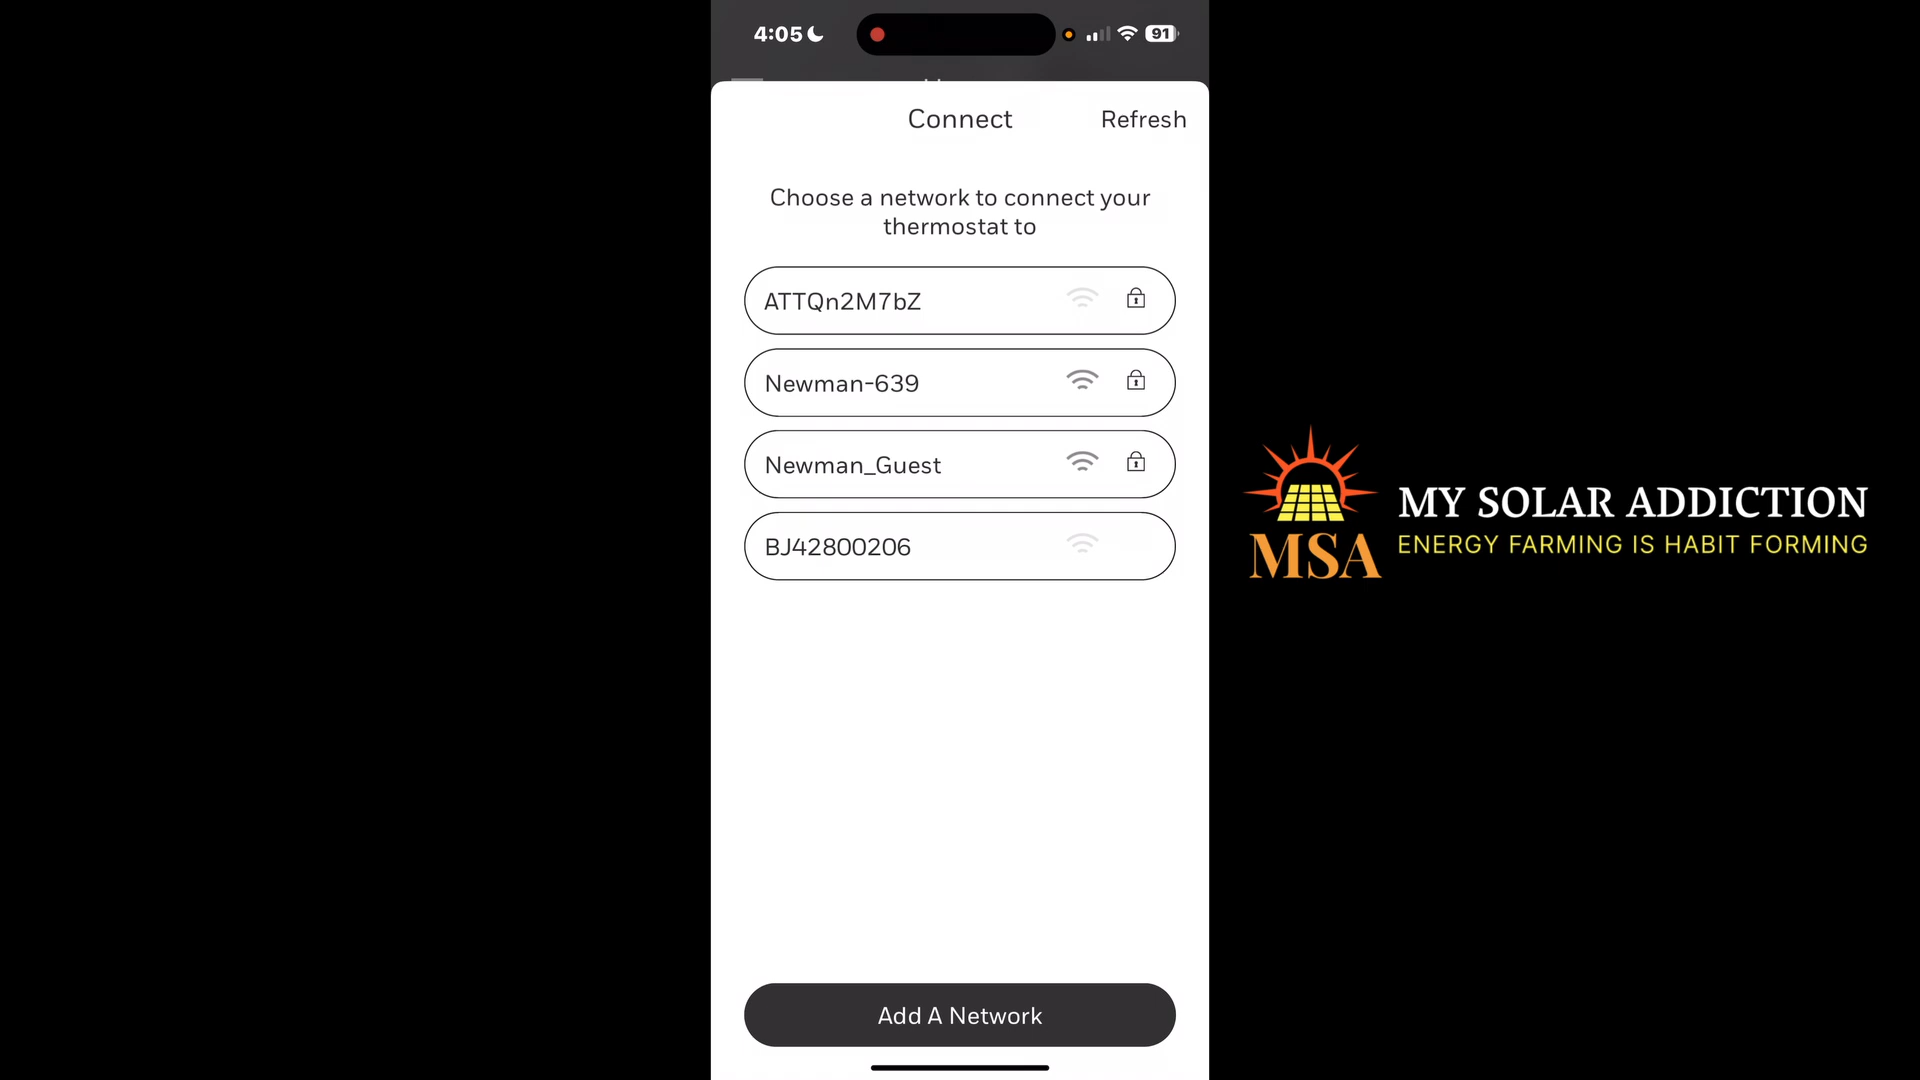 4:05
91
Connect
Refresh
Choose a network to connect your
thermostat to
ATTQn2M7bZ
Newman-639
Newman_Guest
BJ42800206
Add A Network
MSA
MY SOLAR ADDICTION
ENERGY FARMING IS HABIT FORMING